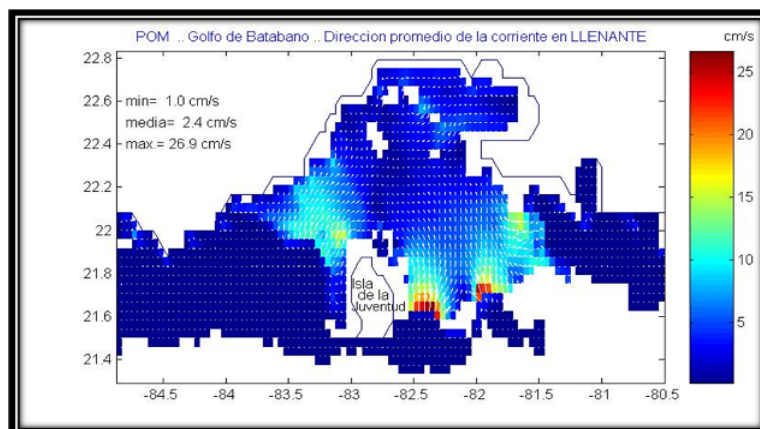 POM .. Golfo de Batabano .. Direccion promedio de la corriente en LLENANTE
cm/s
22.8
22.6
22.4
22.2
22
21.8
21.6
21.4
min= 1.0 cm/s
media= 2.4 cm/s
max.= 26.9 cm/s
Isla
de la
Juventud
-84.5
-84
-83.5
-83
-82.5
-82
-81.5
-81
-80.5
25
20
15
10
5